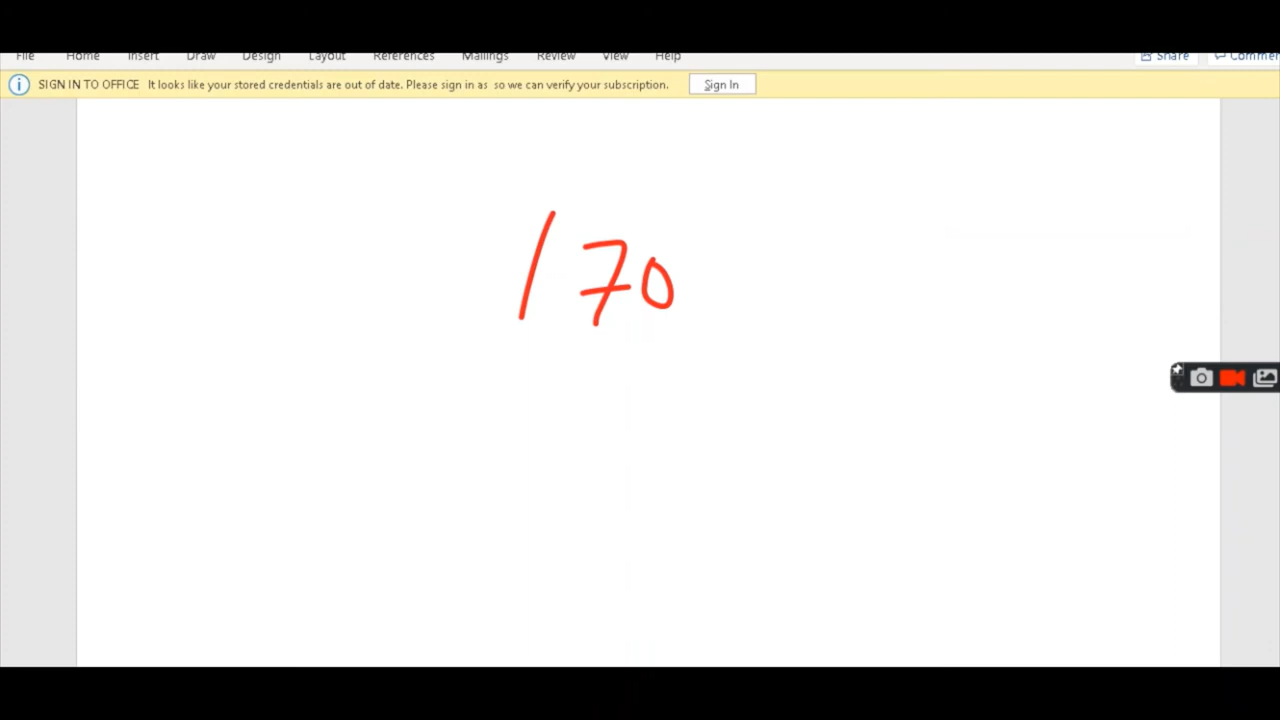 File Home Insert Draw Design Layout References Mailings Review View Help Share Commen
SIGN IN TO OFFICE It looks like your stored credentials are out of date. Please sign in as so we can verify your subscription. Sign In
/ 70